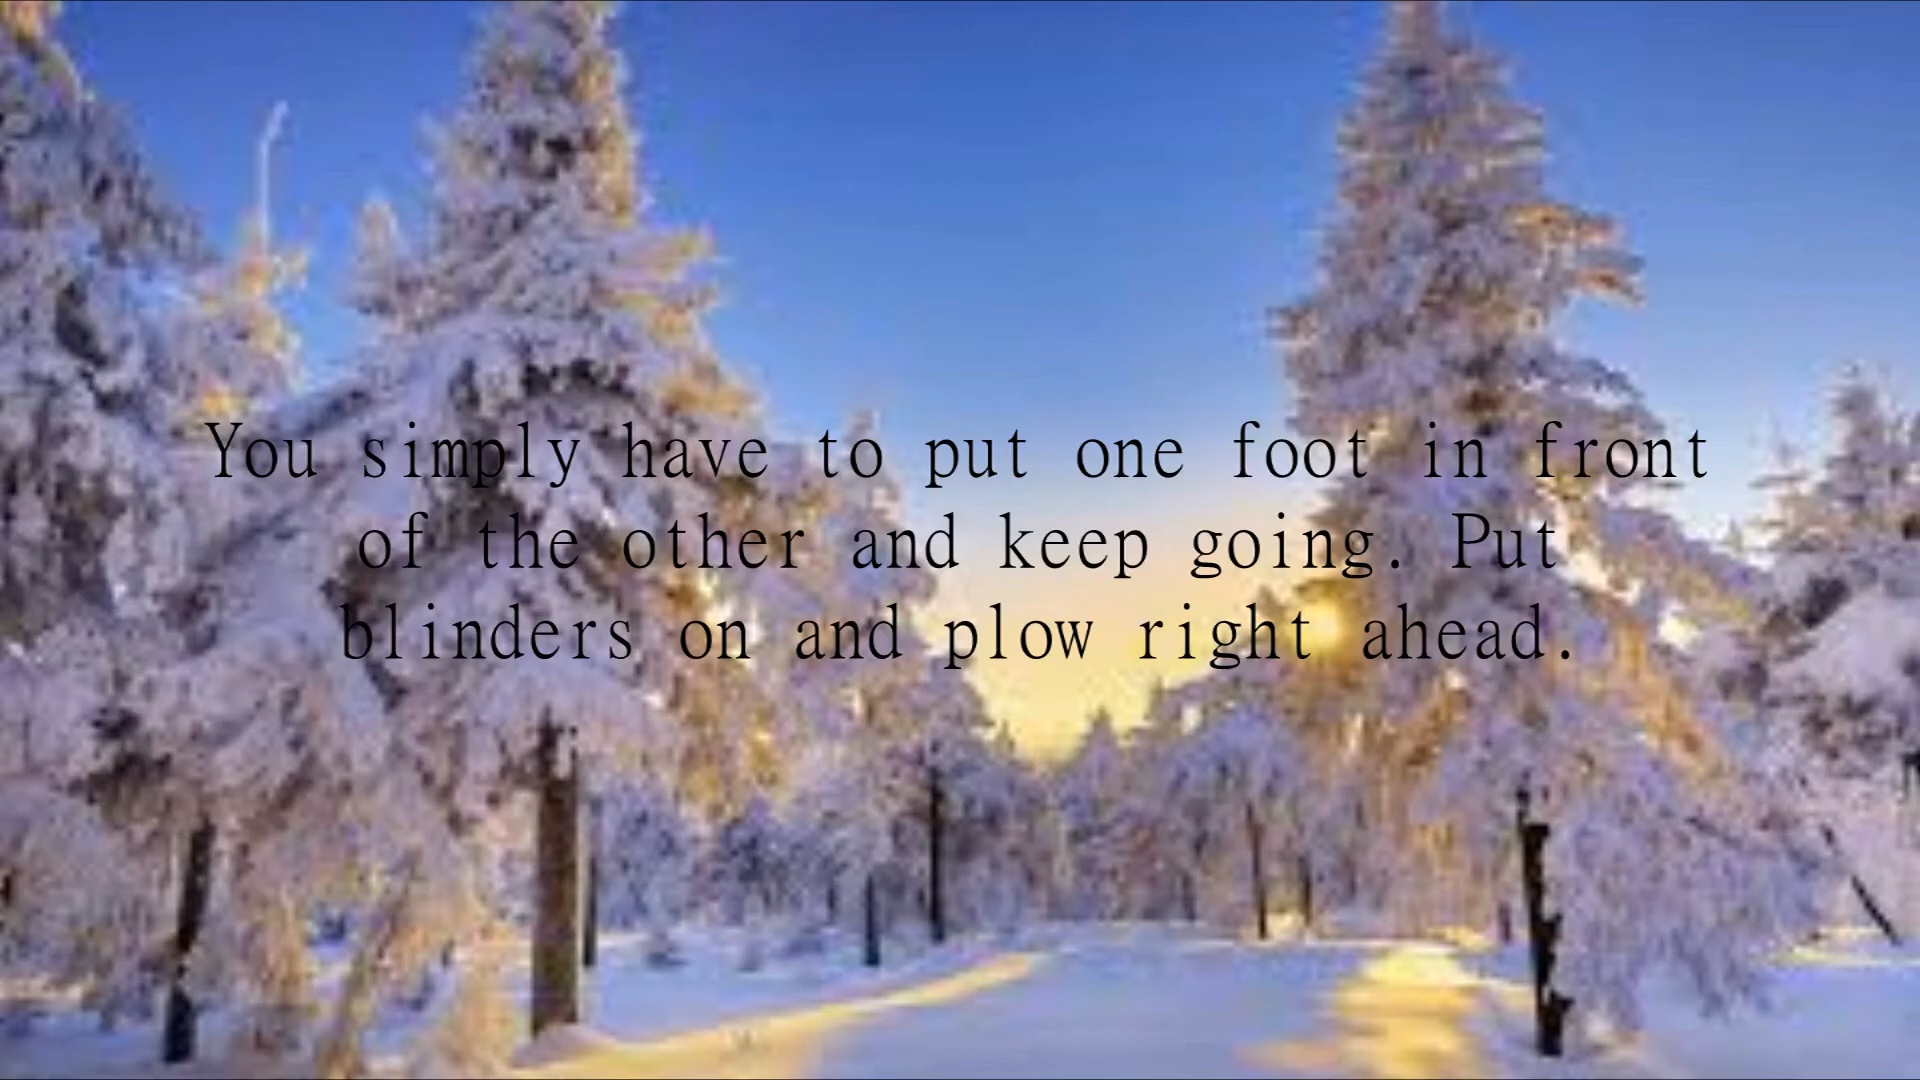 You simply have to put one foot in front
of the other and keep going. Put
blinders on and plow right ahead.